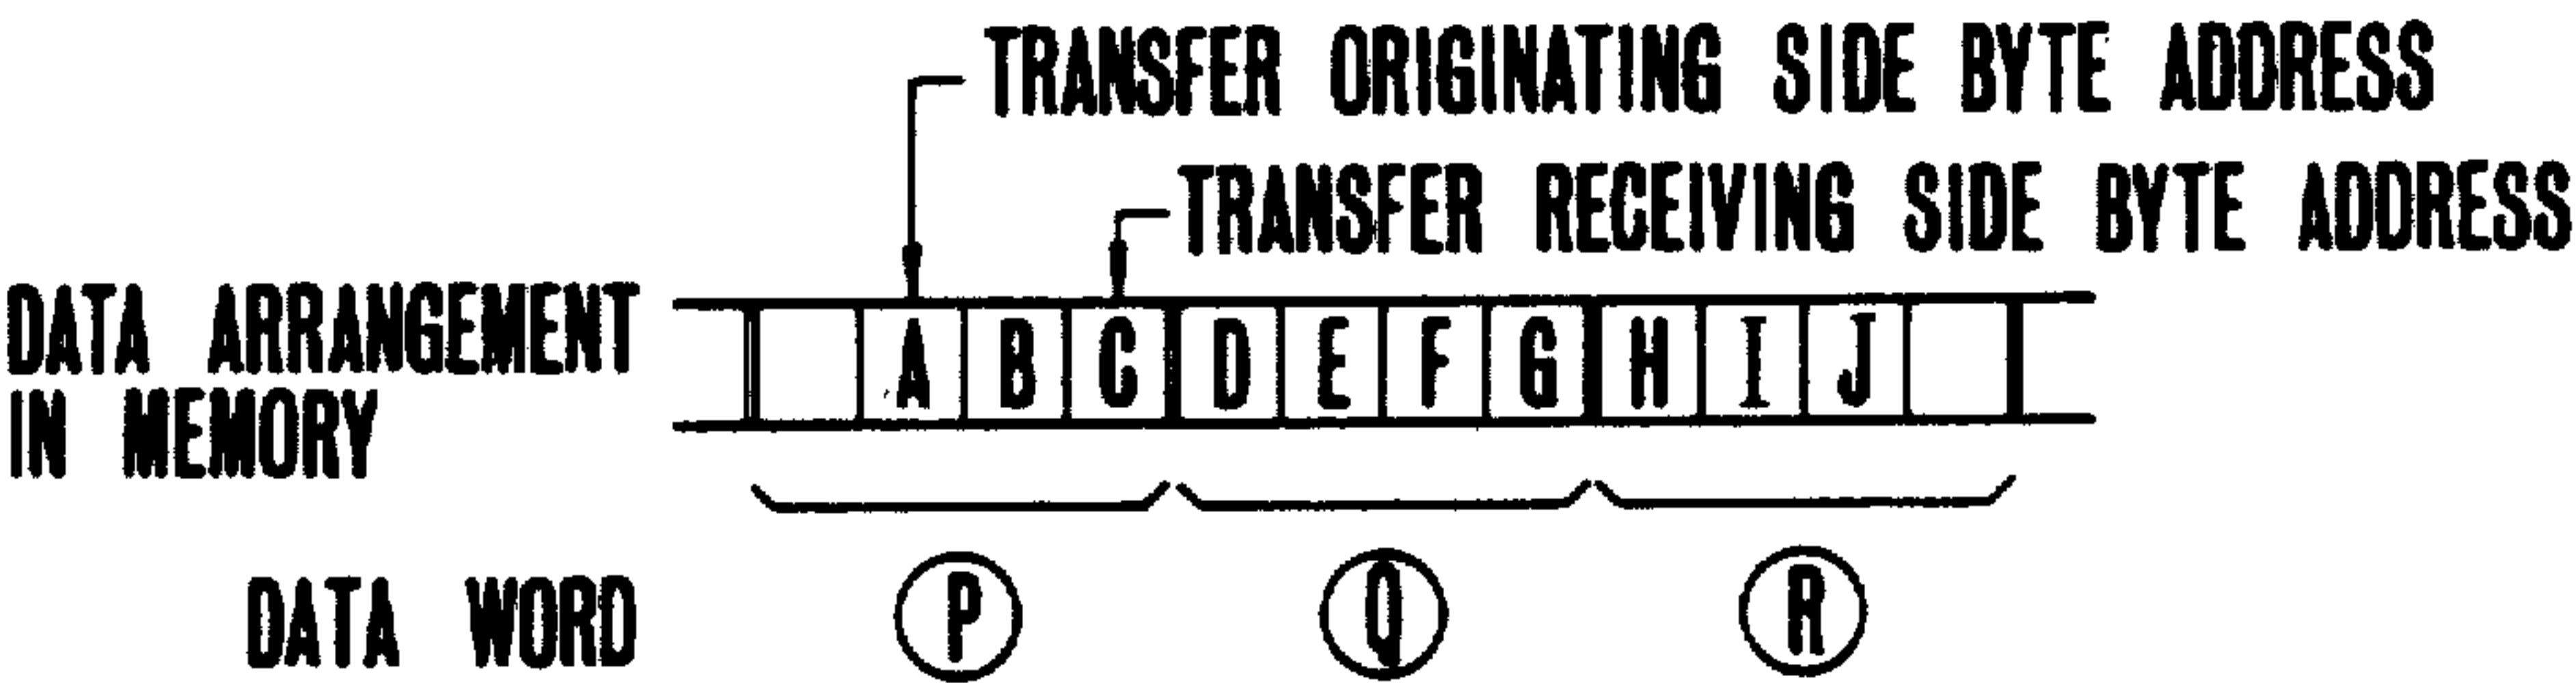 TRANSFER ORIGINATING SIDE BYTE ADDRESS
TRANSFER RECEIVING SIDE BYTE ADDRESS
DATA ARRANGEMENT
IN MEMORY
A B C D E F G H I J
DATA WORD P Q R